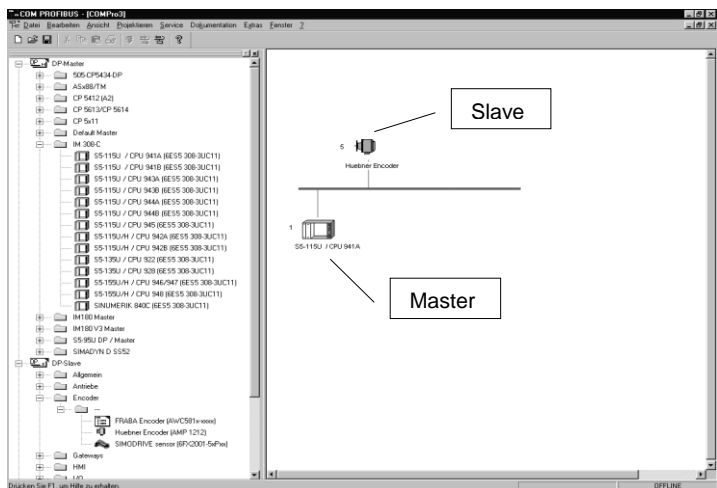 COM PROFIBUS - [COMPro3]
Datei Bearbeiten Ansicht Projektieren Service Dokumentation Extras Fenster ?
DP-Master
505-CP5434-DP
ASx88/TM
CP 5412 (A2)
CP 5613/CP 5614
CP 5x11
Default Master
IM 308-C
S5-115U / CPU 941A (6ES5 308-3UC11)
S5-115U / CPU 941B (6ES5 308-3UC11)
S5-115U / CPU 943A (6ES5 308-3UC11)
S5-115U / CPU 943B (6ES5 308-3UC11)
S5-115U / CPU 944A (6ES5 308-3UC11)
S5-115U / CPU 944B (6ES5 308-3UC11)
S5-115U / CPU 945 (6ES5 308-3UC11)
S5-115U/H / CPU 942A (6ES5 308-3UC11)
S5-115U/H / CPU 942B (6ES5 308-3UC11)
S5-135U / CPU 922 (6ES5 308-3UC11)
S5-135U / CPU 928 (6ES5 308-3UC11)
S5-155U/H / CPU 946/947 (6ES5 308-3UC11)
S5-155U/H / CPU 948 (6ES5 308-3UC11)
SINUMERIK 840C (6ES5 308-3UC11)
IM180 Master
IM180 V3 Master
S5-95U DP / Master
SIMADYN D SS52
DP-Slave
Allgemein
Antriebe
Encoder
--
FRABA Encoder (AWC581x-xxxx)
Huebner Encoder (AMP 1212)
SIMODRIVE sensor (6FX2001-5xPxx)
Gateways
HMI
I/O
Slave
5
Huebner Encoder
1
S5-115U / CPU 941A
Master
Drücken Sie F1, um Hilfe zu erhalten.
OFFLINE